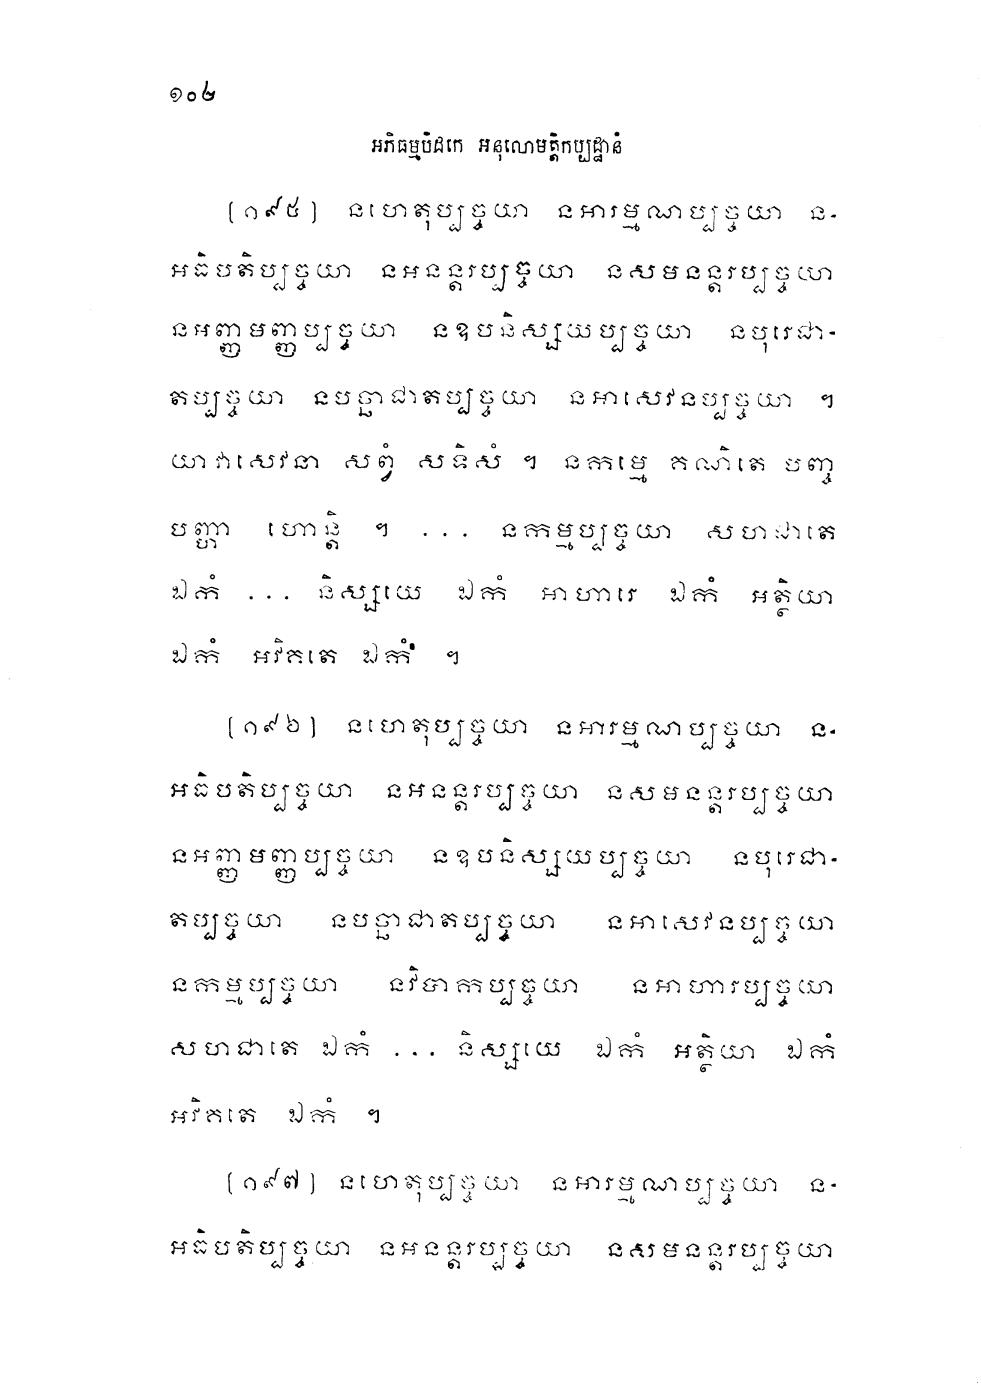 ១០២
អភិធម្មបិដកេ អនុលោមត្តិកប្បដ្ឋានំ
(១៩៥) នហេតុប្បច្ចយា នអារម្មណប្បច្ចយា ន-
អធិបតិប្បច្ចយា នអនន្តរប្បច្ចយា នសមនន្តរប្បច្ចយា
នអញ្ញមញ្ញប្បច្ចយា នឧបនិស្សយប្បច្ចយា នបុរេជា-
តប្បច្ចយា នបច្ឆាជាតប្បច្ចយា នអាសេវនប្បច្ចយា ។
យាវាសេវនា សព្វំ សទិសំ ។ នកម្មេ គណិតេ បញ្ច
បញ្ហា ហោន្តិ ។ ... នកម្មប្បច្ចយា សហជាតេ
ឯកំ ... និស្សយេ ឯកំ អាហារេ ឯកំ អត្ថិយា
ឯកំ អវិគតេ ឯកំ ។
(១៩៦) នហេតុប្បច្ចយា នអារម្មណប្បច្ចយា ន-
អធិបតិប្បច្ចយា នអនន្តរប្បច្ចយា នសមនន្តរប្បច្ចយា
នអញ្ញមញ្ញប្បច្ចយា នឧបនិស្សយប្បច្ចយា នបុរេជា-
តប្បច្ចយា នបច្ឆាជាតប្បច្ចយា នអាសេវនប្បច្ចយា
នកម្មប្បច្ចយា នវិបាកប្បច្ចយា នអាហារប្បច្ចយា
សហជាតេ ឯកំ ... និស្សយេ ឯកំ អត្ថិយា ឯកំ
អវិគតេ ឯកំ ។
(១៩៧) នហេតុប្បច្ចយា នអារម្មណប្បច្ចយា ន-
អធិបតិប្បច្ចយា នអនន្តរប្បច្ចយា នសមនន្តរប្បច្ចយា